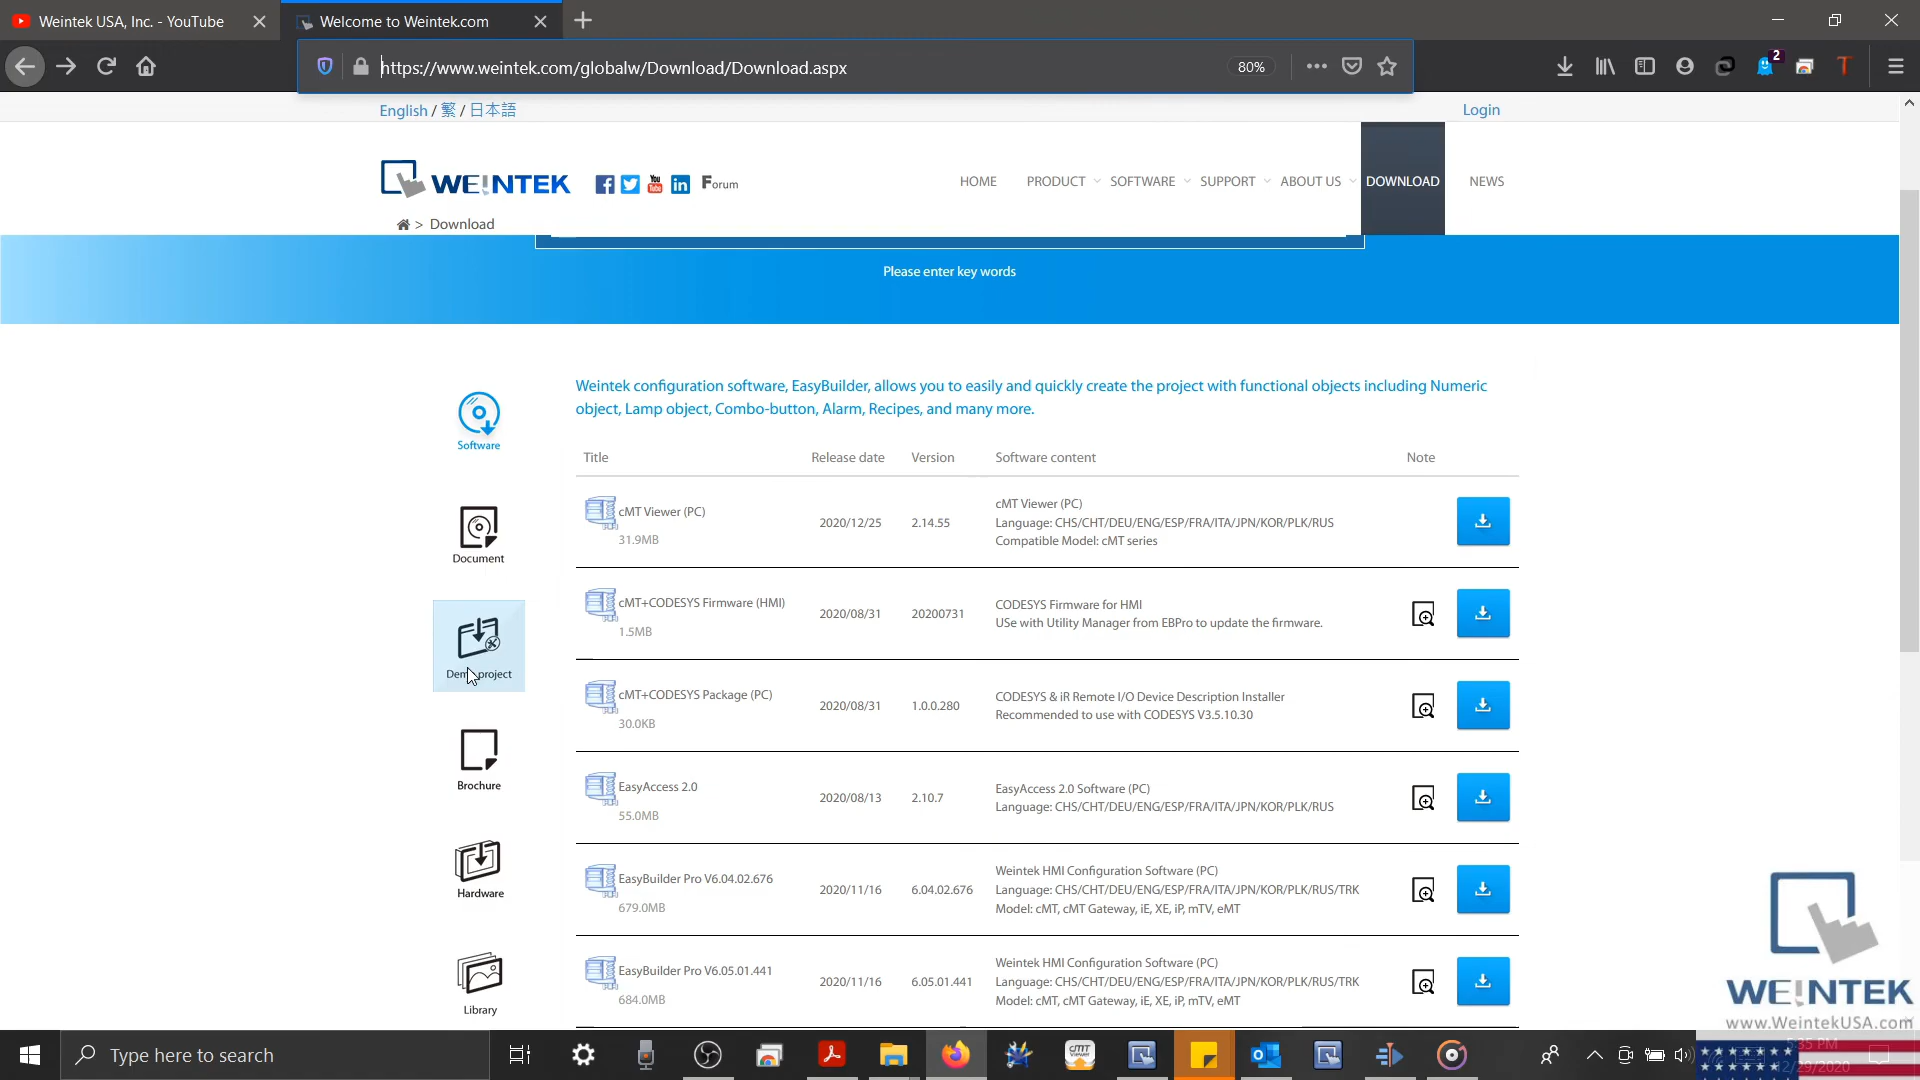 Weintek USA, Inc. - YouTube
Welcome to Weintek.com
https://www.weintek.com/globalw/Download/Download.aspx
80%
2
English / 繁 / 日本語
Login
WE!NTEK
Forum
HOME
PRODUCT
SOFTWARE
SUPPORT
ABOUT US
DOWNLOAD
NEWS
> Download
Please enter key words
Weintek configuration software, EasyBuilder, allows you to easily and quickly create the project with functional objects including Numeric
object, Lamp object, Combo-button, Alarm, Recipes, and many more.
Software
Document
Brochure
Hardware
Library
Title Release date Version Software content Note
cMT Viewer (PC)
31.9MB
2020/12/25
2.14.55
cMT Viewer (PC)
Language: CHS/CHT/DEU/ENG/ESP/FRA/ITA/JPN/KOR/PLK/RUS
Compatible Model: cMT series
cMT+CODESYS Firmware (HMI)
1.5MB
2020/08/31
20200731
CODESYS Firmware for HMI
USe with Utility Manager from EBPro to update the firmware.
cMT+CODESYS Package (PC)
30.0KB
2020/08/31
1.0.0.280
CODESYS & iR Remote I/O Device Description Installer
Recommended to use with CODESYS V3.5.10.30
EasyAccess 2.0
55.0MB
2020/08/13
2.10.7
EasyAccess 2.0 Software (PC)
Language: CHS/CHT/DEU/ENG/ESP/FRA/ITA/JPN/KOR/PLK/RUS
EasyBuilder Pro V6.04.02.676
679.0MB
2020/11/16
6.04.02.676
Weintek HMI Configuration Software (PC)
Language: CHS/CHT/DEU/ENG/ESP/FRA/ITA/JPN/KOR/PLK/RUS/TRK
Model: cMT, cMT Gateway, iE, XE, iP, mTV, eMT
EasyBuilder Pro V6.05.01.441
684.0MB
2020/11/16
6.05.01.441
Weintek HMI Configuration Software (PC)
Language: CHS/CHT/DEU/ENG/ESP/FRA/ITA/JPN/KOR/PLK/RUS/TRK
Model: cMT, cMT Gateway, iE, XE, iP, mTV, eMT
project
WE!NTEK
www.WeintekUSA.com
Type here to search
5:35 PM
12/29/2020